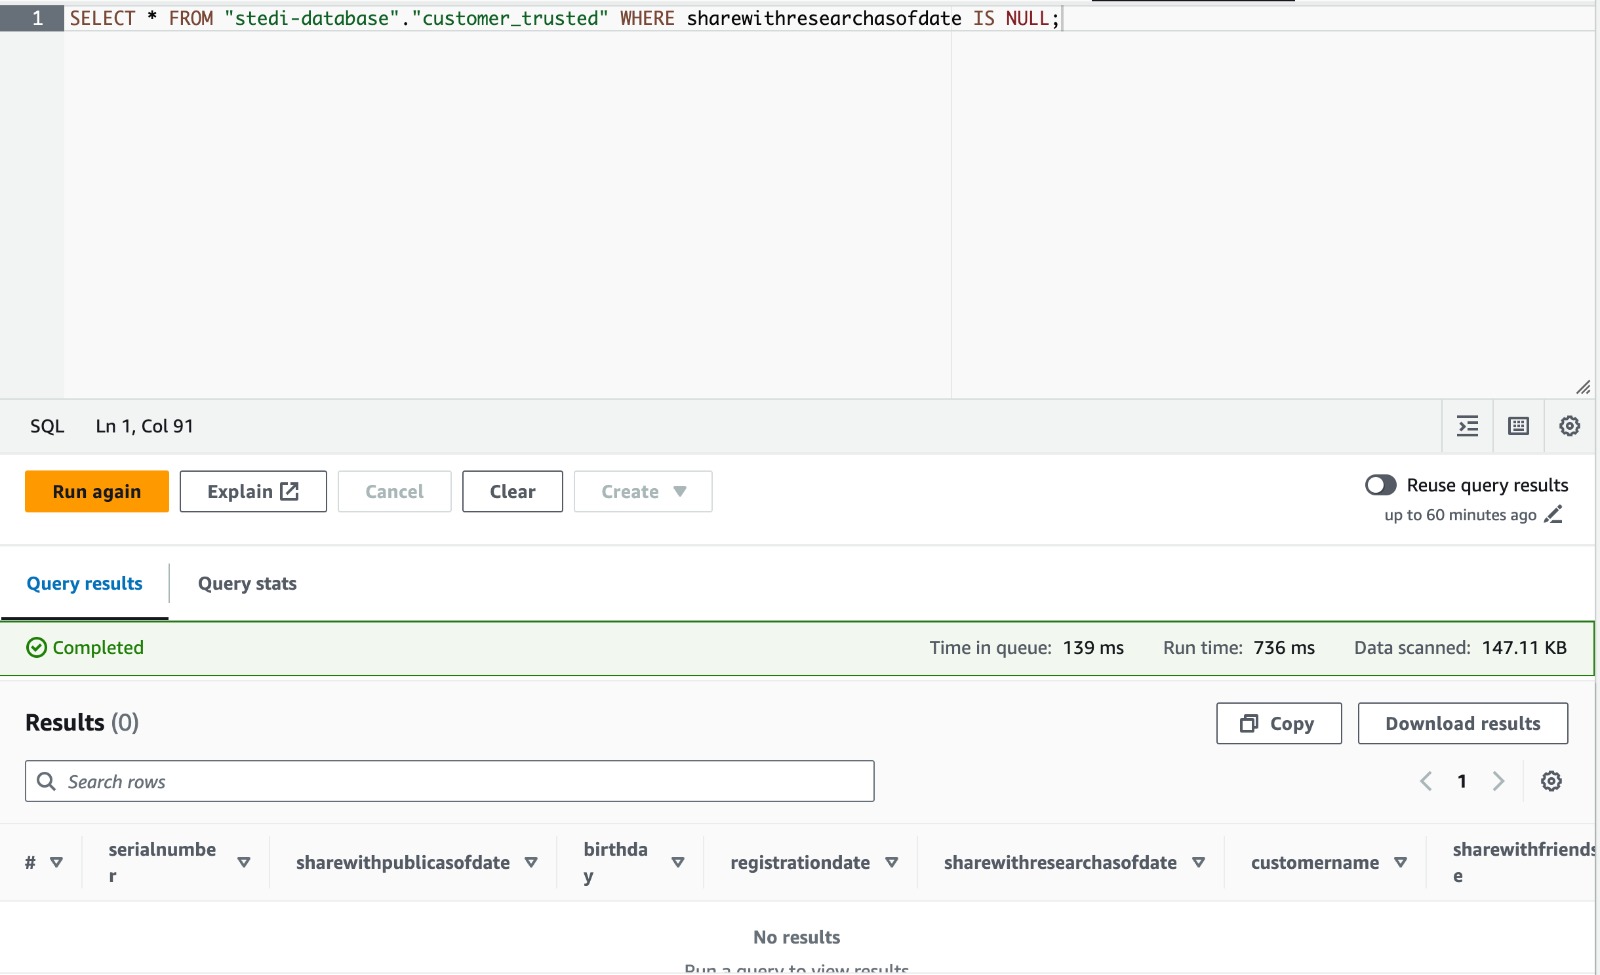 1 SELECT * FROM "stedi-database"."customer_trusted" WHERE sharewithresearchasofdate IS NULL;
SQL Ln 1, Col 91
Run again Explain Cancel Clear Create Reuse query results
up to 60 minutes ago
Query results Query stats
Completed Time in queue: 139 ms Run time: 736 ms Data scanned: 147.11 KB
Results (0) Copy Download results
Search rows 1
# serialnumbe
r sharewithpublicasofdate birthda
y registrationdate sharewithresearchasofdate customername sharewithfriends
e
No results
Run a query to view results